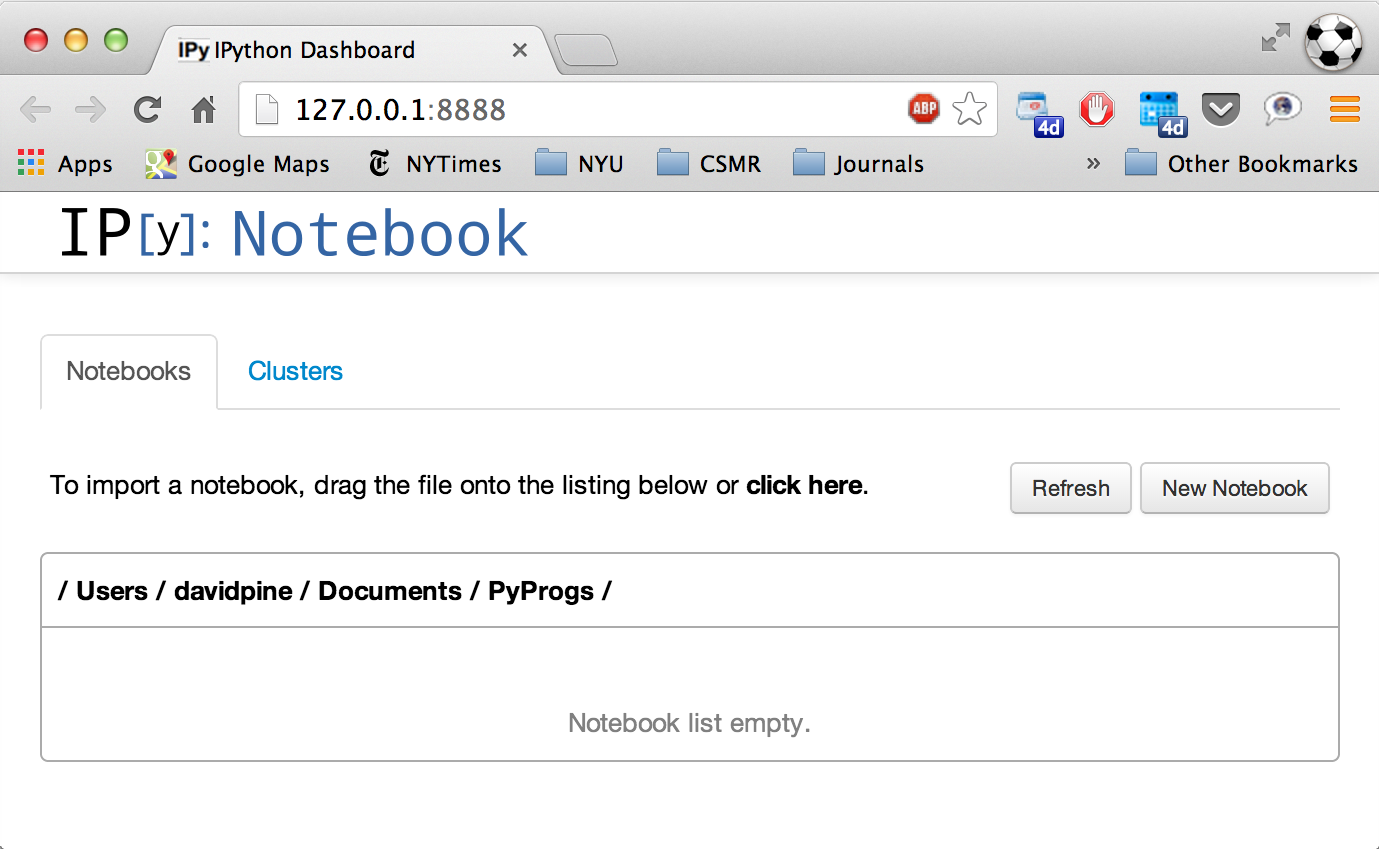 IPy IPython Dashboard
127.0.0.1:8888 ABP 4d 4d
Apps Google Maps T NYTimes NYU CSMR Journals » Other Bookmarks
IP[y]: Notebook
Notebooks Clusters
To import a notebook, drag the file onto the listing below or click here. Refresh New Notebook
/ Users / davidpine / Documents / PyProgs /
Notebook list empty.